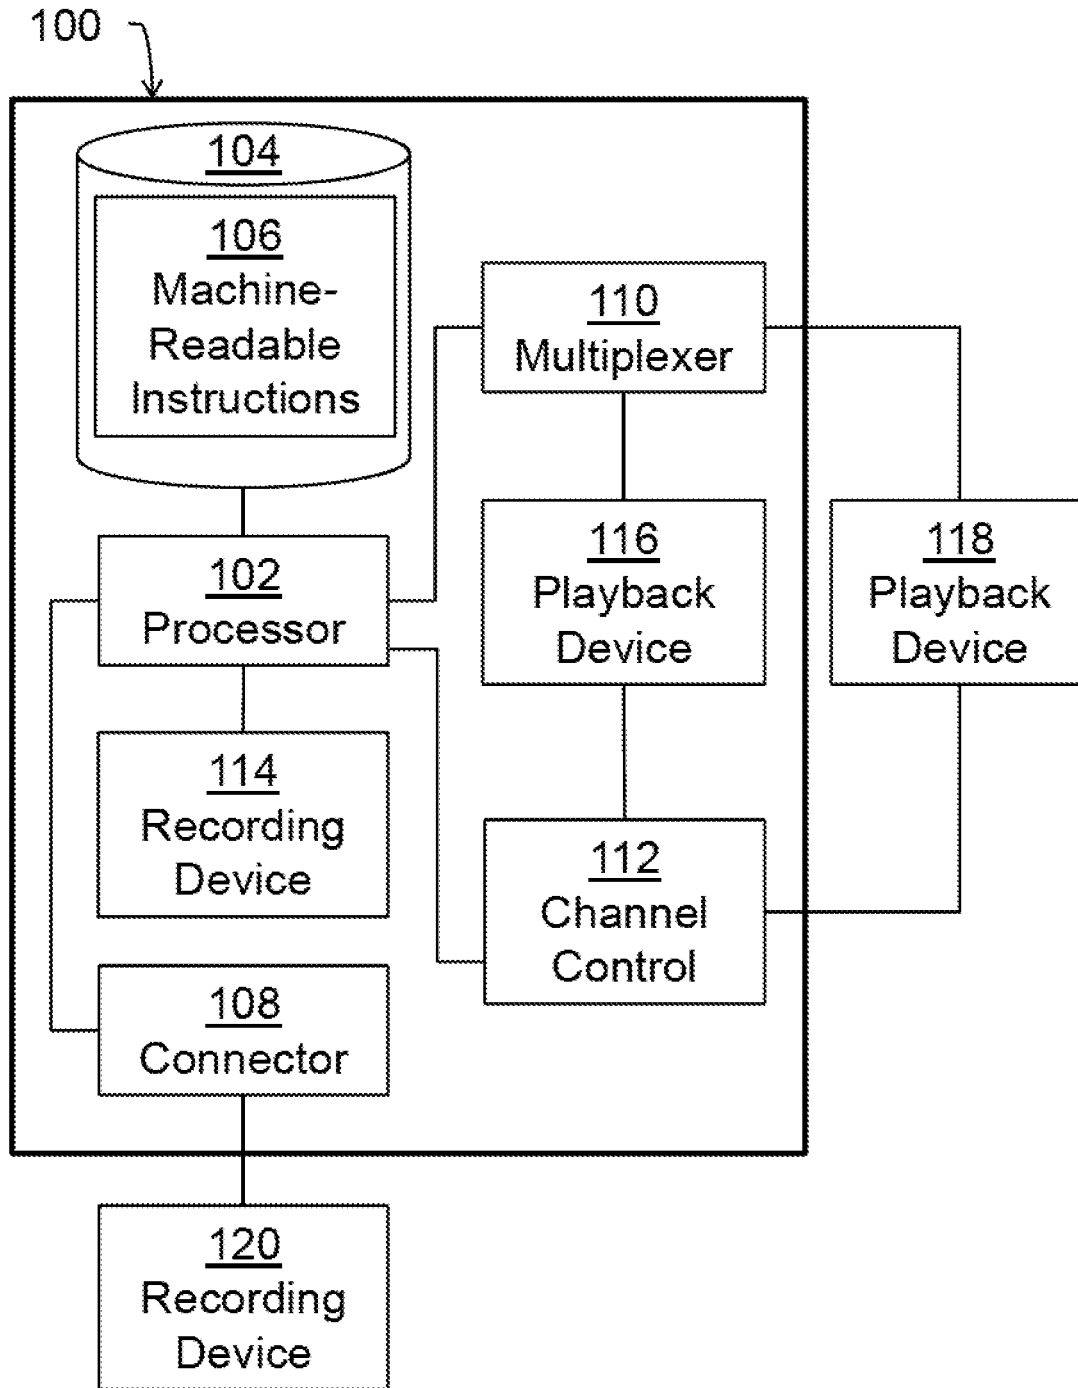 100
104
106
Machine-
Readable
Instructions
110
Multiplexer
102
Processor
116
Playback
Device
118
Playback
Device
114
Recording
Device
112
Channel
Control
108
Connector
120
Recording
Device